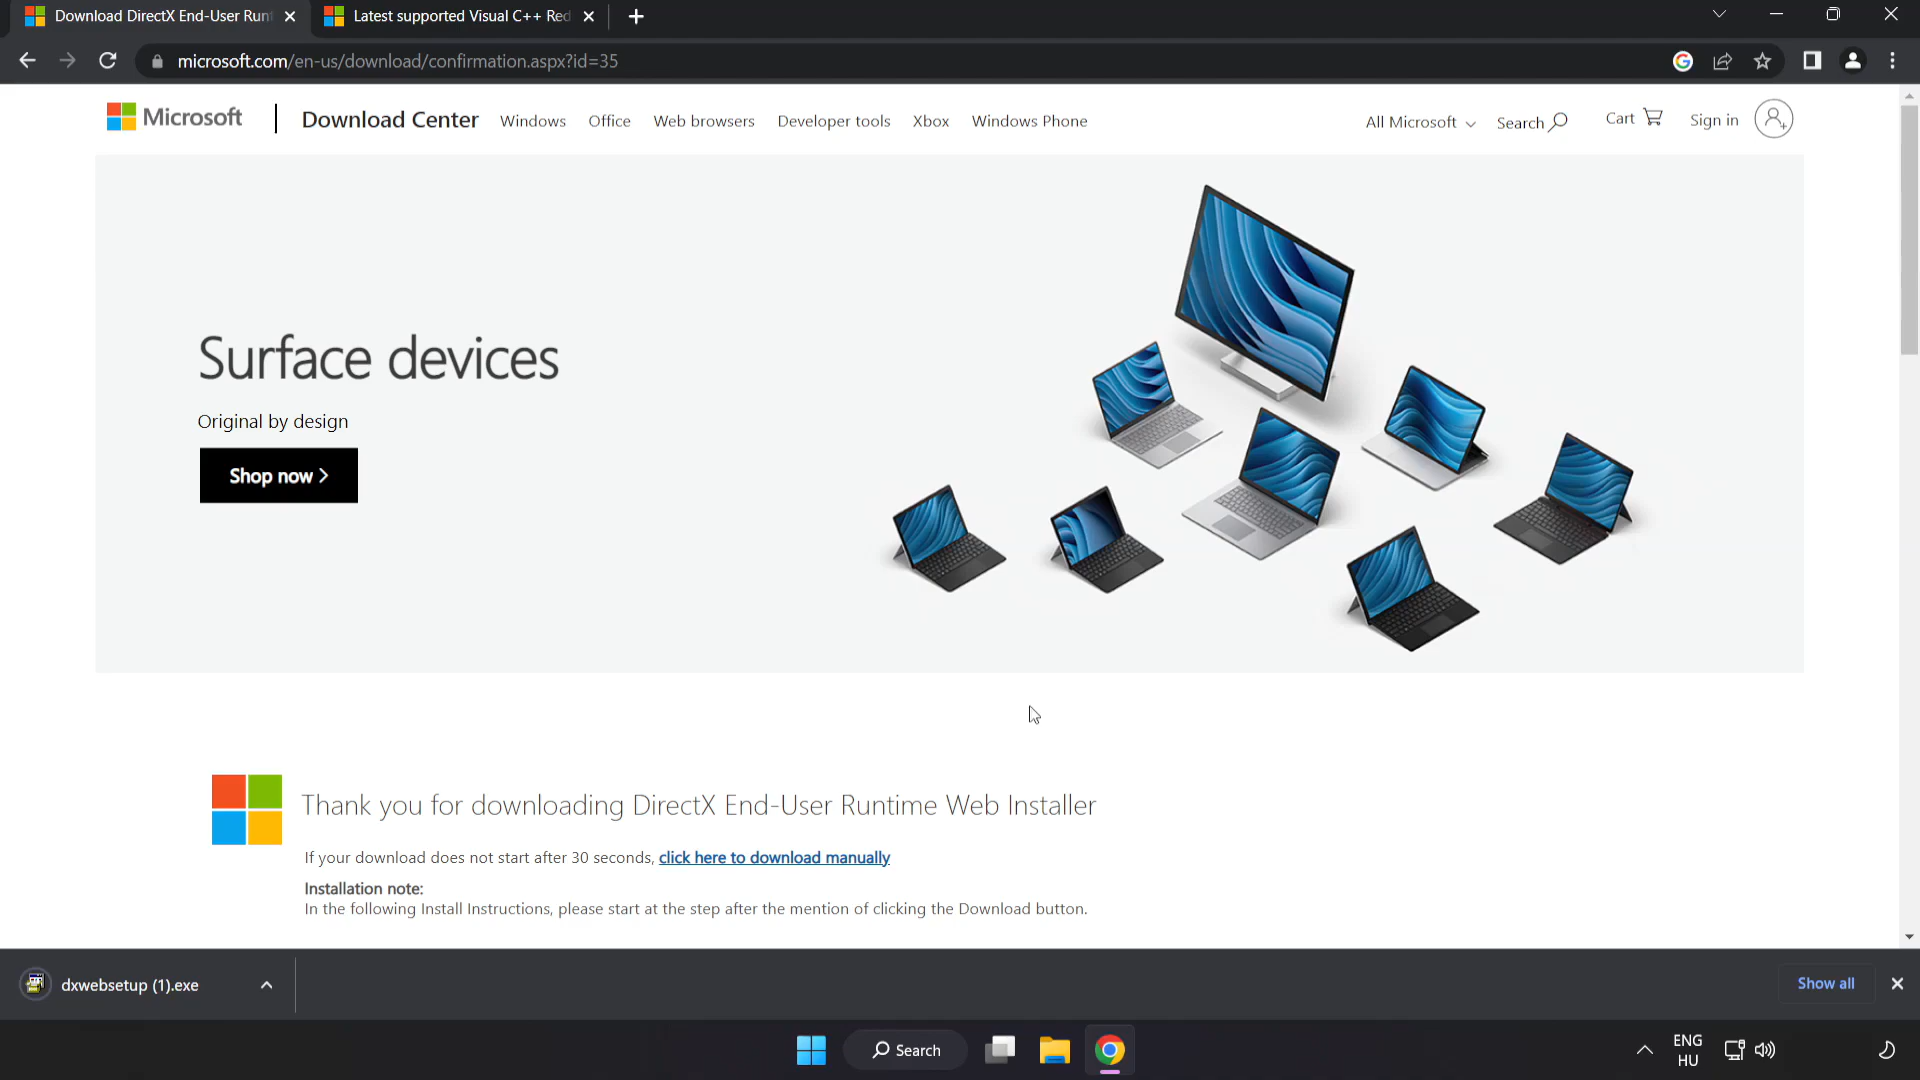 Download DirectX End-User Runt
Latest supported Visual C++ Red
microsoft.com/en-us/download/confirmation.aspx?id=35
Microsoft
Download Center
Windows
Office
Web browsers
Developer tools
Xbox
Windows Phone
All Microsoft
Search
Cart
Sign in
Surface devices
Original by design
Shop now >
Thank you for downloading DirectX End-User Runtime Web Installer
If your download does not start after 30 seconds, click here to download manually
Installation note:
In the following Install Instructions, please start at the step after the mention of clicking the Download button.
dxwebsetup (1).exe
Show all
Search
ENG
HU